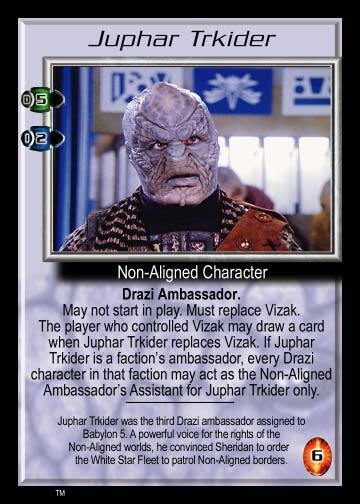 Juphar Trkider
D 5
I 2
Non-Aligned Character
Drazi Ambassador.
May not start in play. Must replace Vizak.
The player who controlled Vizak may draw a card
when Juphar Trkider replaces Vizak. If Juphar
Trkider is a faction's ambassador, every Drazi
character in that faction may act as the Non-Aligned
Ambassador's Assistant for Juphar Trkider only.
Juphar Trkider was the third Drazi ambassador assigned to
Babylon 5. A powerful voice for the rights of the
Non-Aligned worlds, he convinced Sheridan to order
the White Star Fleet to patrol Non-Aligned borders.
6
TM